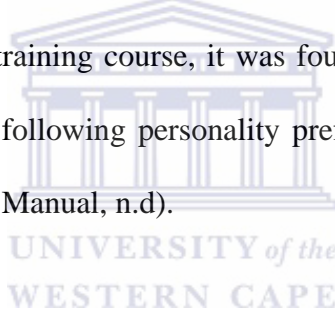 training course, it was fou
following personality pre
Manual, n.d).
UNIVERSITY of the
WESTERN CAPE